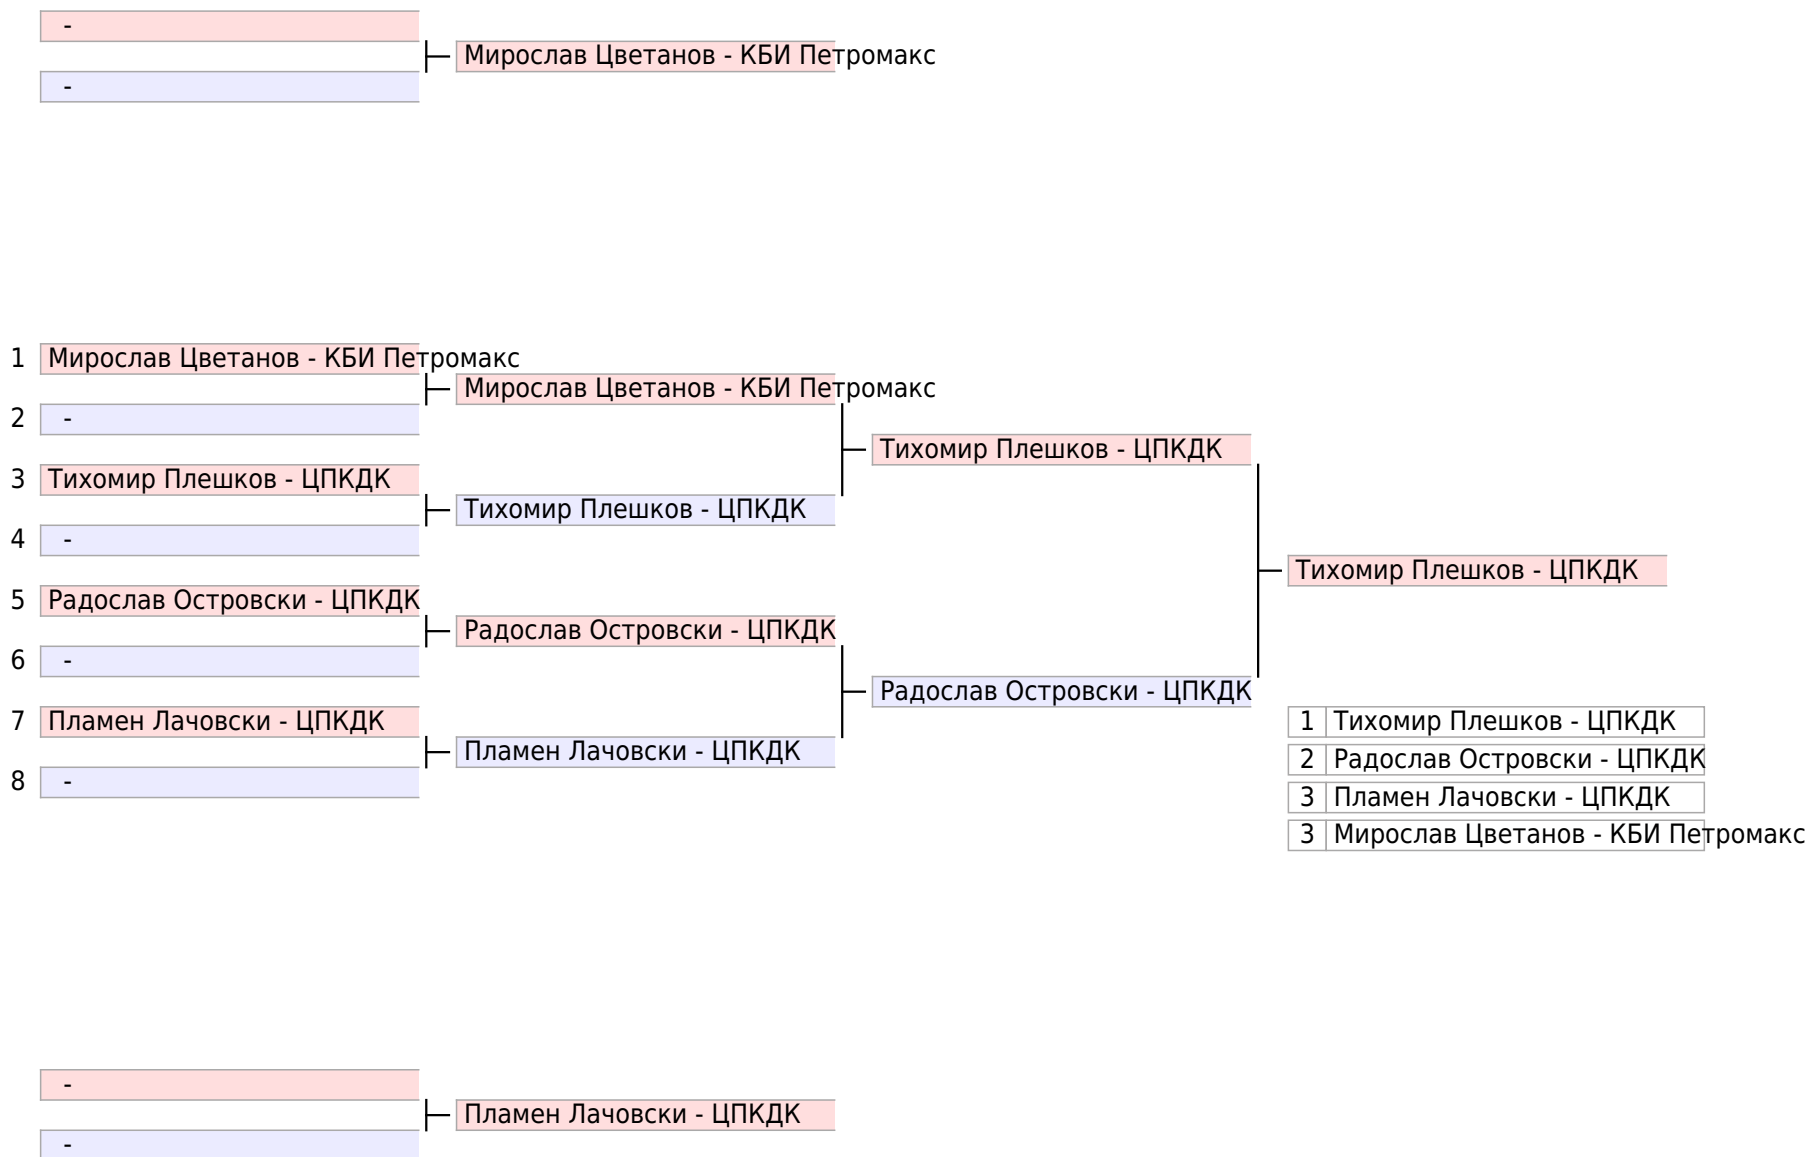 -
Мирослав Цветанов - КБИ Петромакс
-
1 Мирослав Цветанов - КБИ Петромакс
Мирослав Цветанов - КБИ Петромакс
2 -
Тихомир Плешков - ЦПКДК
3 Тихомир Плешков - ЦПКДК
Тихомир Плешков - ЦПКДК
4 -
Тихомир Плешков - ЦПКДК
5 Радослав Островски - ЦПКДК
Радослав Островски - ЦПКДК
6 -
Радослав Островски - ЦПКДК
7 Пламен Лачовски - ЦПКДК
Пламен Лачовски - ЦПКДК
8 -
1 Тихомир Плешков - ЦПКДК
2 Радослав Островски - ЦПКДК
3 Пламен Лачовски - ЦПКДК
3 Мирослав Цветанов - КБИ Петромакс
-
Пламен Лачовски - ЦПКДК
-